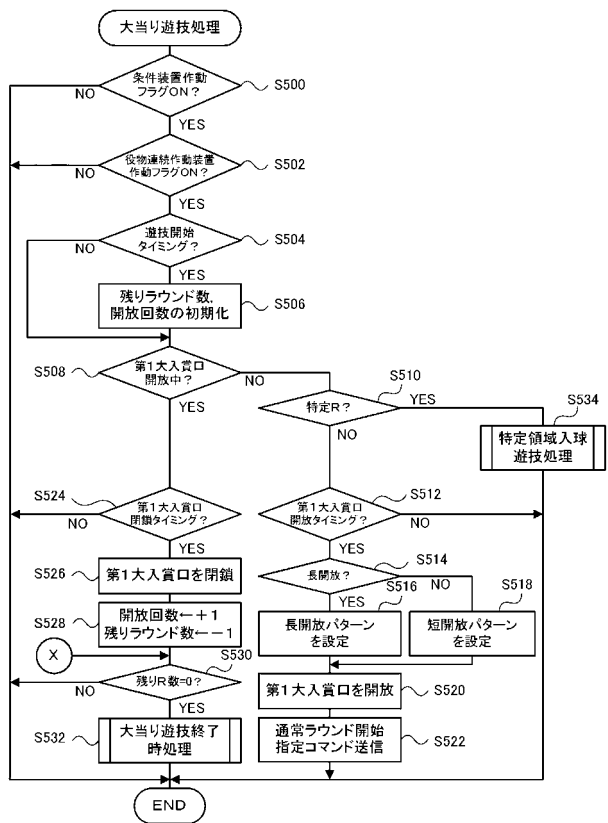 大当り遊技処理
条件装置作動
フラグON？
S500
NO
YES
役物連続作動装置
作動フラグON？
S502
NO
YES
遊技開始
タイミング？
S504
NO
YES
残りラウンド数,
開放回数の初期化
S506
S508
第1大入賞口
開放中？
NO
YES
S510
特定R？
YES
NO
S534
特定領域入球
遊技処理
S524
第1大入賞口
閉鎖タイミング？
NO
YES
S512
第1大入賞口
開放タイミング？
NO
YES
S526
第1大入賞口を閉鎖
S514
長開放？
YES
NO
S516
長開放パターン
を設定
S518
短開放パターン
を設定
S528
開放回数←＋1
残りラウンド数←－1
X
S530
残りR数=0？
NO
YES
S520
第1大入賞口を開放
S532
大当り遊技終了
時処理
S522
通常ラウンド開始
指定コマンド送信
END